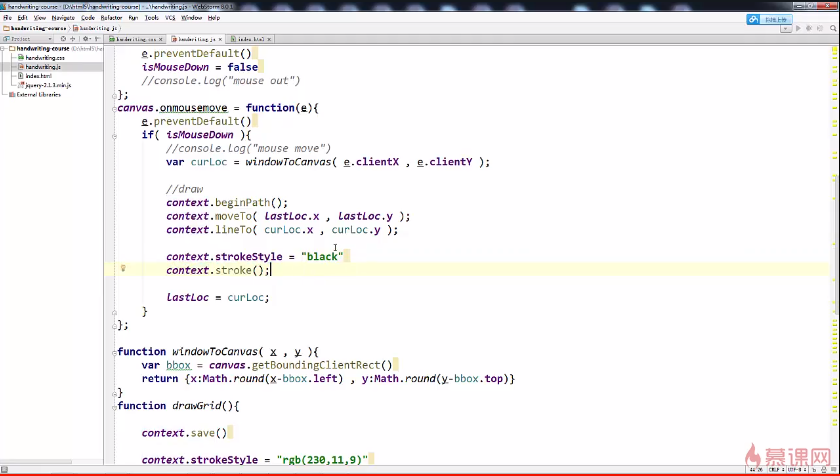 handwriting-course - [D:\html5\handwriting-course] - ...\handwriting.js - WebStorm 8.0.1
File Edit View Navigate Code Refactor Run Tools VCS Window Help
handwriting-course handwriting.js
Project
handwriting.css handwriting.js index.html
handwriting-course (D:\html5\handwriting-course)
handwriting.css
handwriting.js
index.html
jquery-2.1.3.min.js
External Libraries
拖拽上传
e.preventDefault()
isMouseDown = false
//console.log("mouse out")
};
canvas.onmousemove = function(e){
e.preventDefault()
if( isMouseDown ){
//console.log("mouse move")
var curLoc = windowToCanvas( e.clientX , e.clientY );
//draw
context.beginPath();
context.moveTo( lastLoc.x , lastLoc.y );
context.lineTo( curLoc.x , curLoc.y );
context.strokeStyle = "black"
context.stroke();
lastLoc = curLoc;
}
};
function windowToCanvas( x , y ){
var bbox = canvas.getBoundingClientRect()
return {x:Math.round(x-bbox.left) , y:Math.round(y-bbox.top)}
}
function drawGrid(){
context.save()
context.strokeStyle = "rgb(230,11,9)"
慕课网